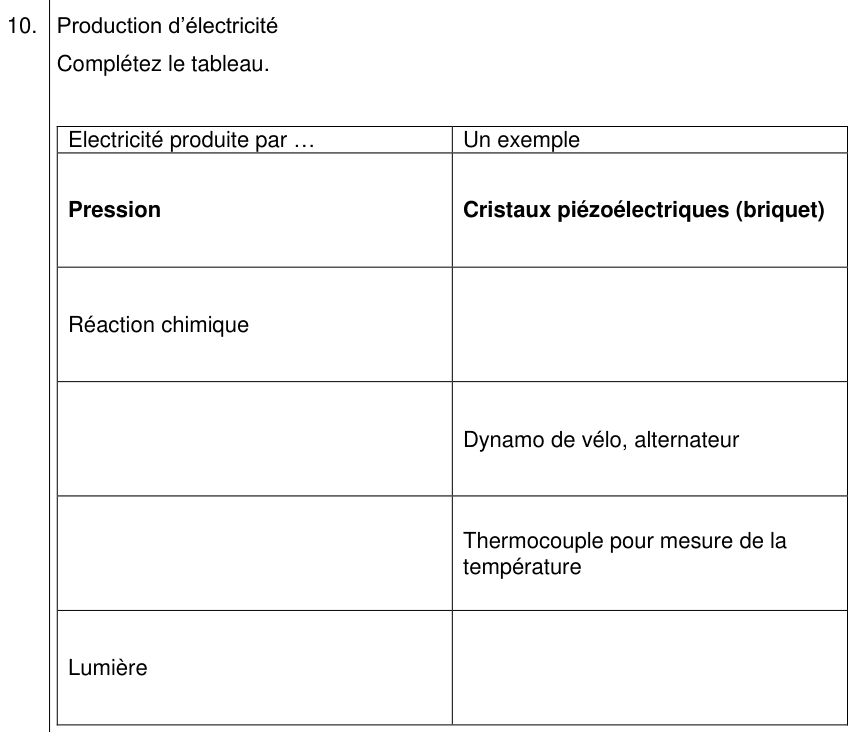 10. Production d'électricité
Complétez le tableau.
Electricité produite par … Un exemple
Pression Cristaux piézoélectriques (briquet)
Réaction chimique
Dynamo de vélo, alternateur
Thermocouple pour mesure de la
température
Lumière